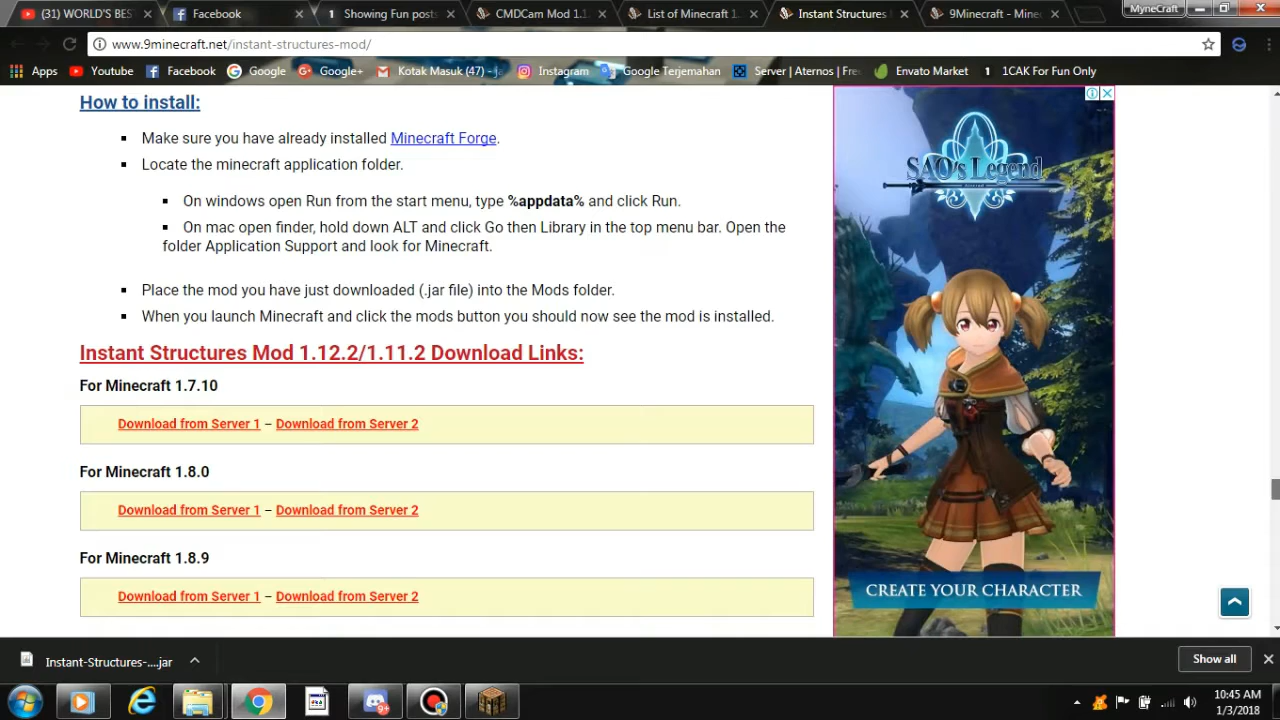 (31) WORLD'S BES
Facebook
1 Showing Fun posts
CMDCam Mod 1.1
List of Minecraft 1.
Instant Structures
9Minecraft - Mine
MyneCraft
www.9minecraft.net/instant-structures-mod/
Apps Youtube Facebook Google Google+ Kotak Masuk (47) - Instagram Google Terjemahan Server | Aternos | Fre Envato Market 1 1CAK For Fun Only
How to install:
Make sure you have already installed Minecraft Forge.
Locate the minecraft application folder.
On windows open Run from the start menu, type %appdata% and click Run.
On mac open finder, hold down ALT and click Go then Library in the top menu bar. Open the
folder Application Support and look for Minecraft.
Place the mod you have just downloaded (.jar file) into the Mods folder.
When you launch Minecraft and click the mods button you should now see the mod is installed.
Instant Structures Mod 1.12.2/1.11.2 Download Links:
For Minecraft 1.7.10
Download from Server 1 – Download from Server 2
For Minecraft 1.8.0
Download from Server 1 – Download from Server 2
For Minecraft 1.8.9
Download from Server 1 – Download from Server 2
SAO's Legend
CREATE YOUR CHARACTER
Instant-Structures-....jar
Show all
10:45 AM
1/3/2018